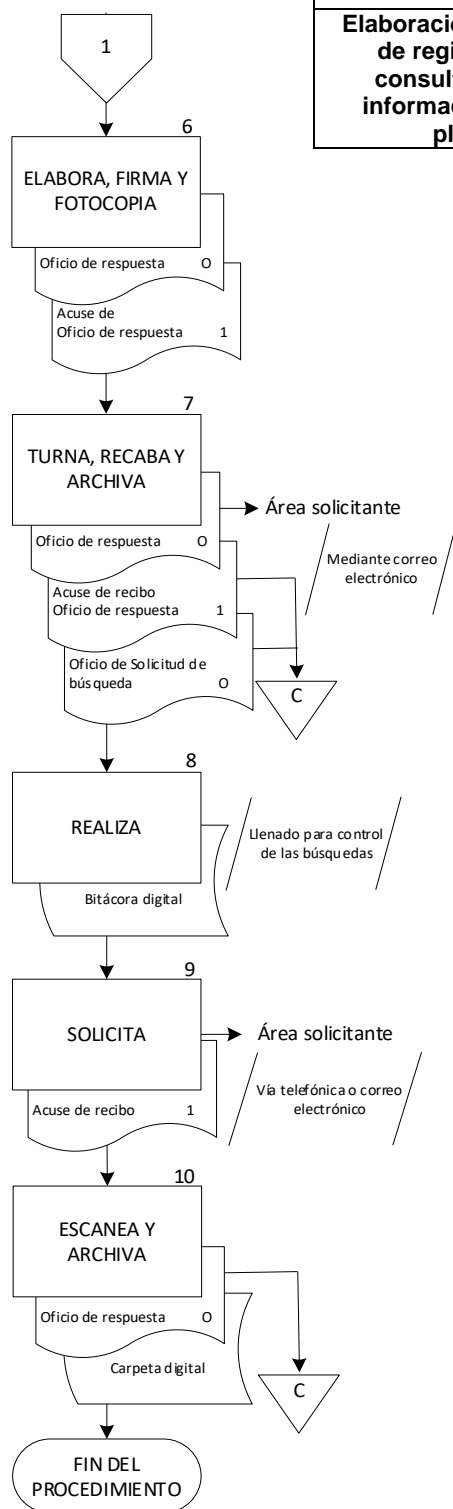 1
Elaboració
de regi
consul
informa
pl
6
ELABORA, FIRMA Y
FOTOCOPIA
Oficio de respuesta O
Acuse de
Oficio de respuesta 1
7
TURNA, RECABA Y
ARCHIVA
Área solicitante
Oficio de respuesta O
Mediante correo
electrónico
Acuse de recibo
Oficio de respuesta 1
Oficio de Solicitud de
búsqueda O
C
8
REALIZA
Llenado para control
de las búsquedas
Bitácora digital
9
SOLICITA
Área solicitante
Vía telefónica o correo
electrónico
Acuse de recibo 1
10
ESCANEA Y
ARCHIVA
Oficio de respuesta O
Carpeta digital
C
FIN DEL
PROCEDIMIENTO